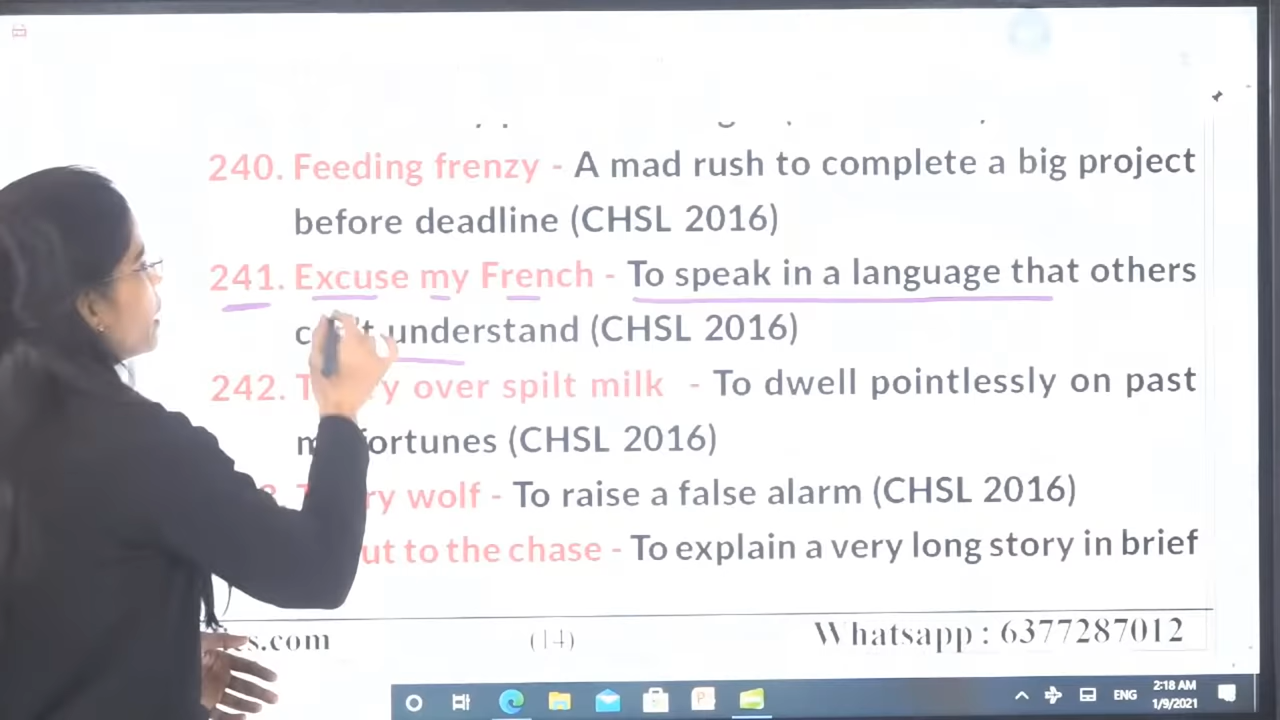 240. Feeding frenzy - A mad rush to complete a big project
before deadline (CHSL 2016)
241. Excuse my French - To speak in a language that others
understand (CHSL 2016)
242. over spilt milk - To dwell pointlessly on past
(CHSL 2016)
wolf - To raise a false alarm (CHSL 2016)
to the chase - To explain a very long story in brief
(14)
Whatsapp : 6377287012
ENG
2:18 AM
1/9/2021